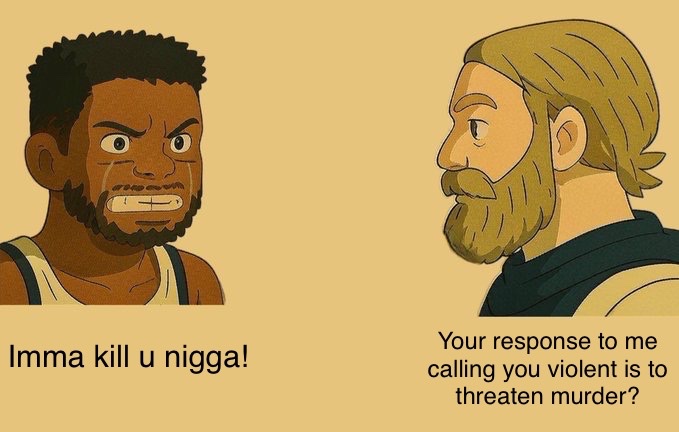 Imma kill u nigga!
Your response to me
calling you violent is to
threaten murder?